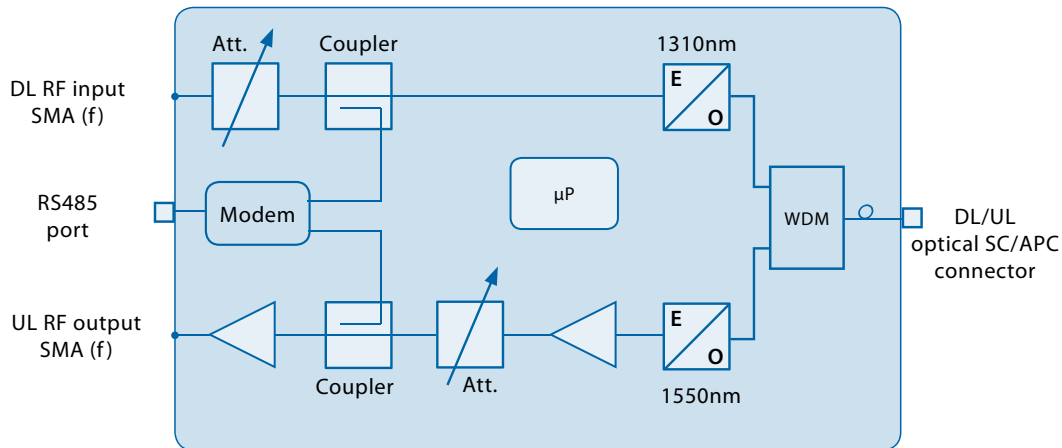 Att.
Coupler
1310nm
DL RF input
SMA (f)
E
O
RS485
port
Modem
µP
WDM
DL/UL
optical SC/APC
connector
UL RF output
SMA (f)
E
O
Coupler
Att.
1550nm